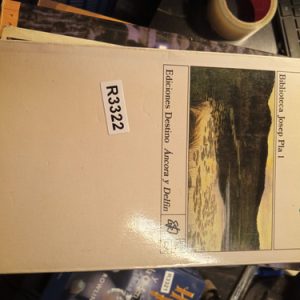 Biblioteca Josep Pla 1
Ediciones Destino Áncora y Delfín
R3322